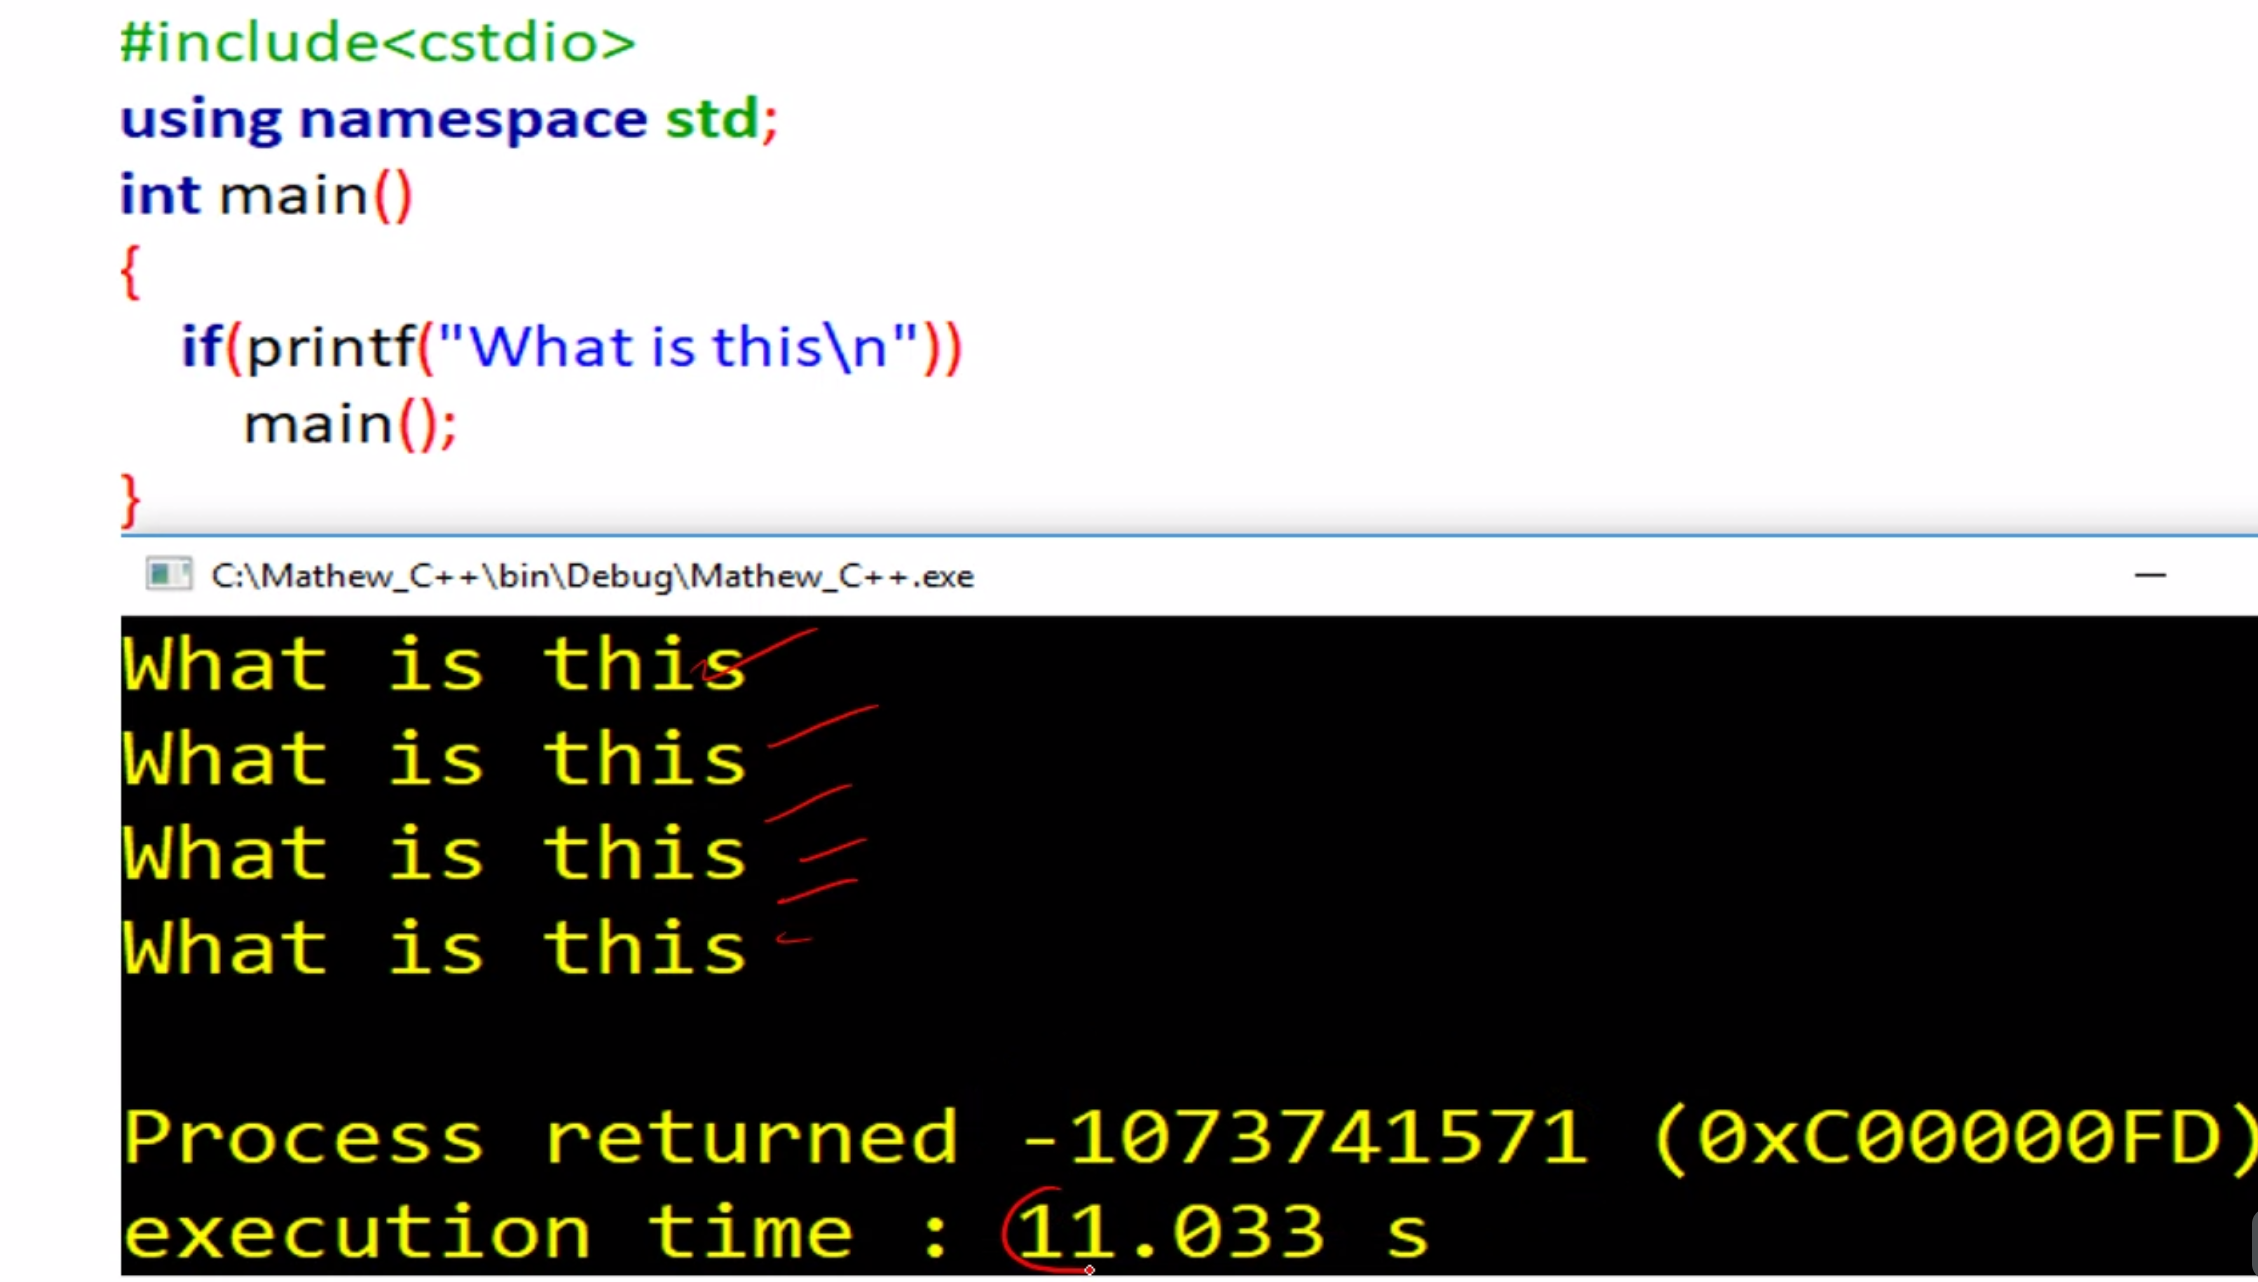 #include<cstdio>
using namespace std;
int main()
{
if(printf("What is this\n"))
main();
}
C:\Mathew_C++\bin\Debug\Mathew_C++.exe
What is this
What is this
What is this
What is this
Process returned -1073741571 (0xC00000FD)
execution time : 11.033 s